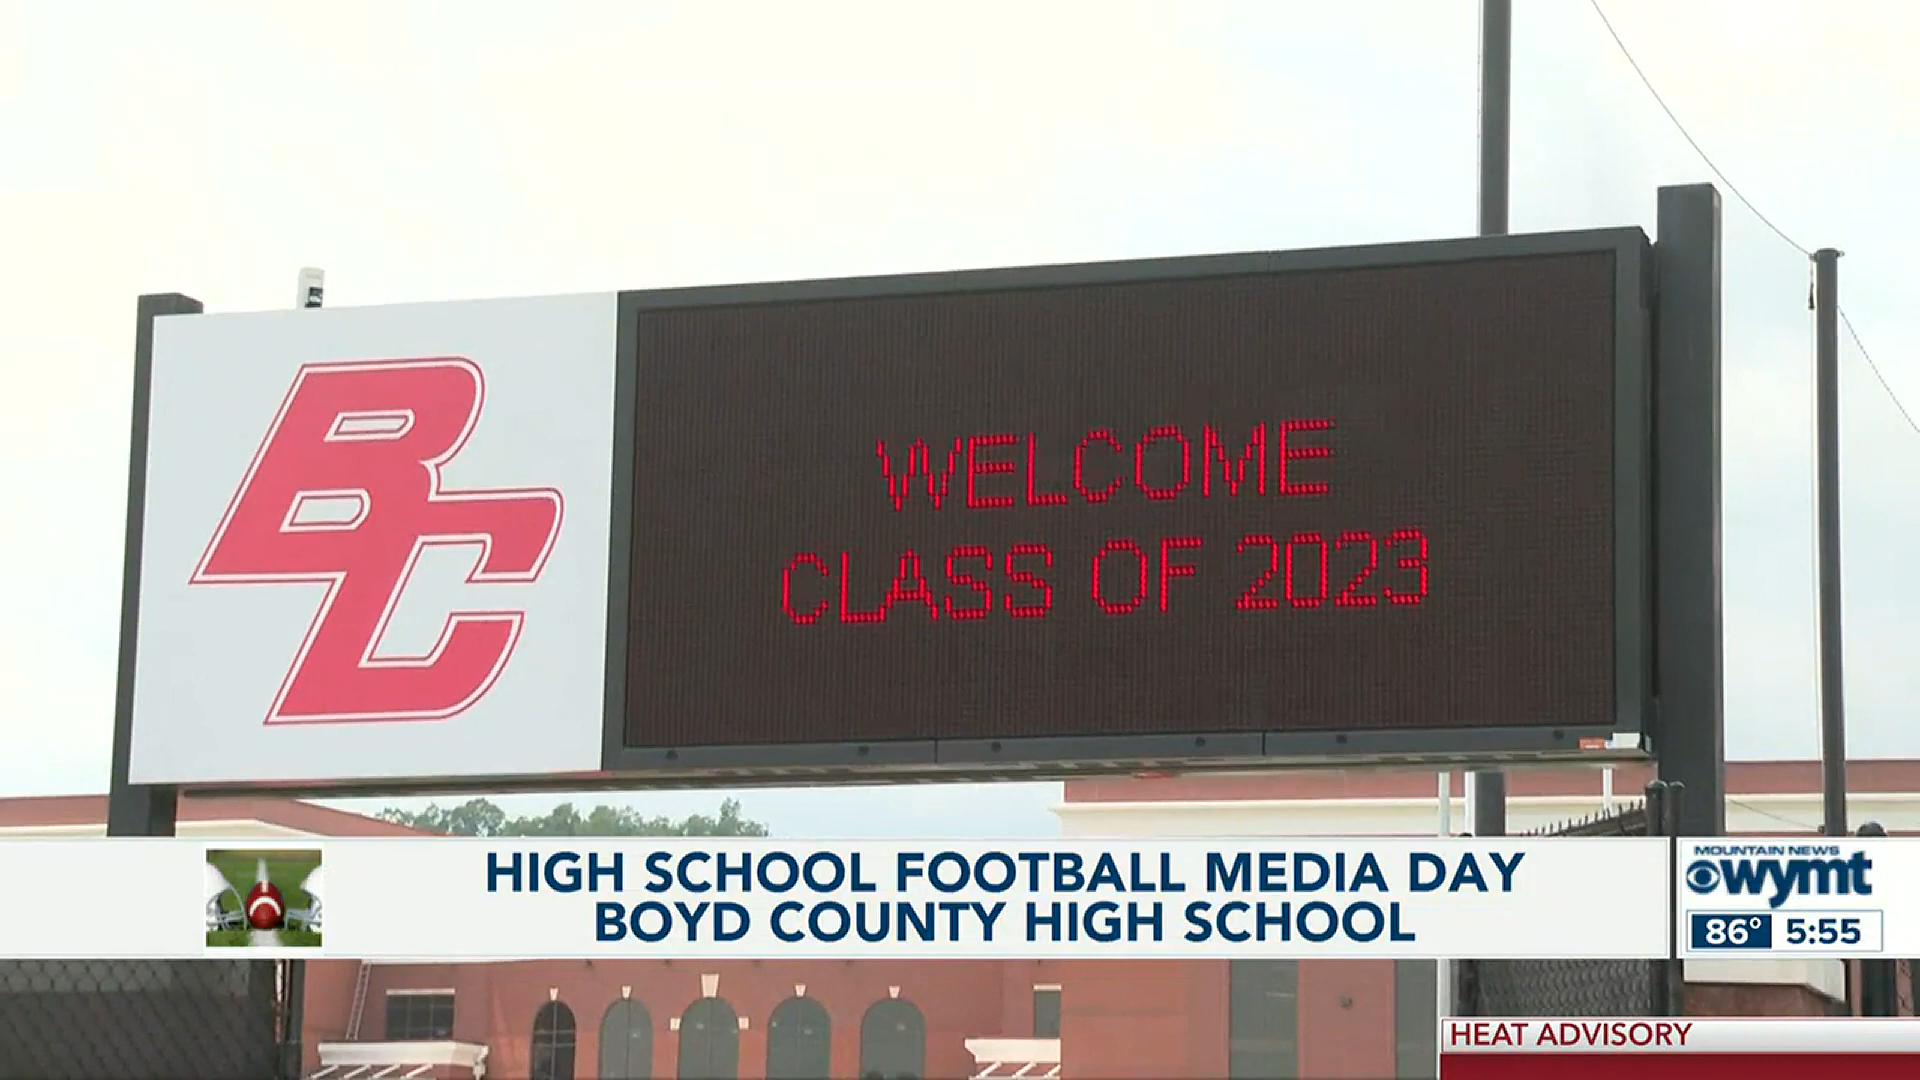 BC
WELCOME
CLASS OF 2023
HIGH SCHOOL FOOTBALL MEDIA DAY
BOYD COUNTY HIGH SCHOOL
MOUNTAIN NEWS
wymt
86° 5:55
HEAT ADVISORY